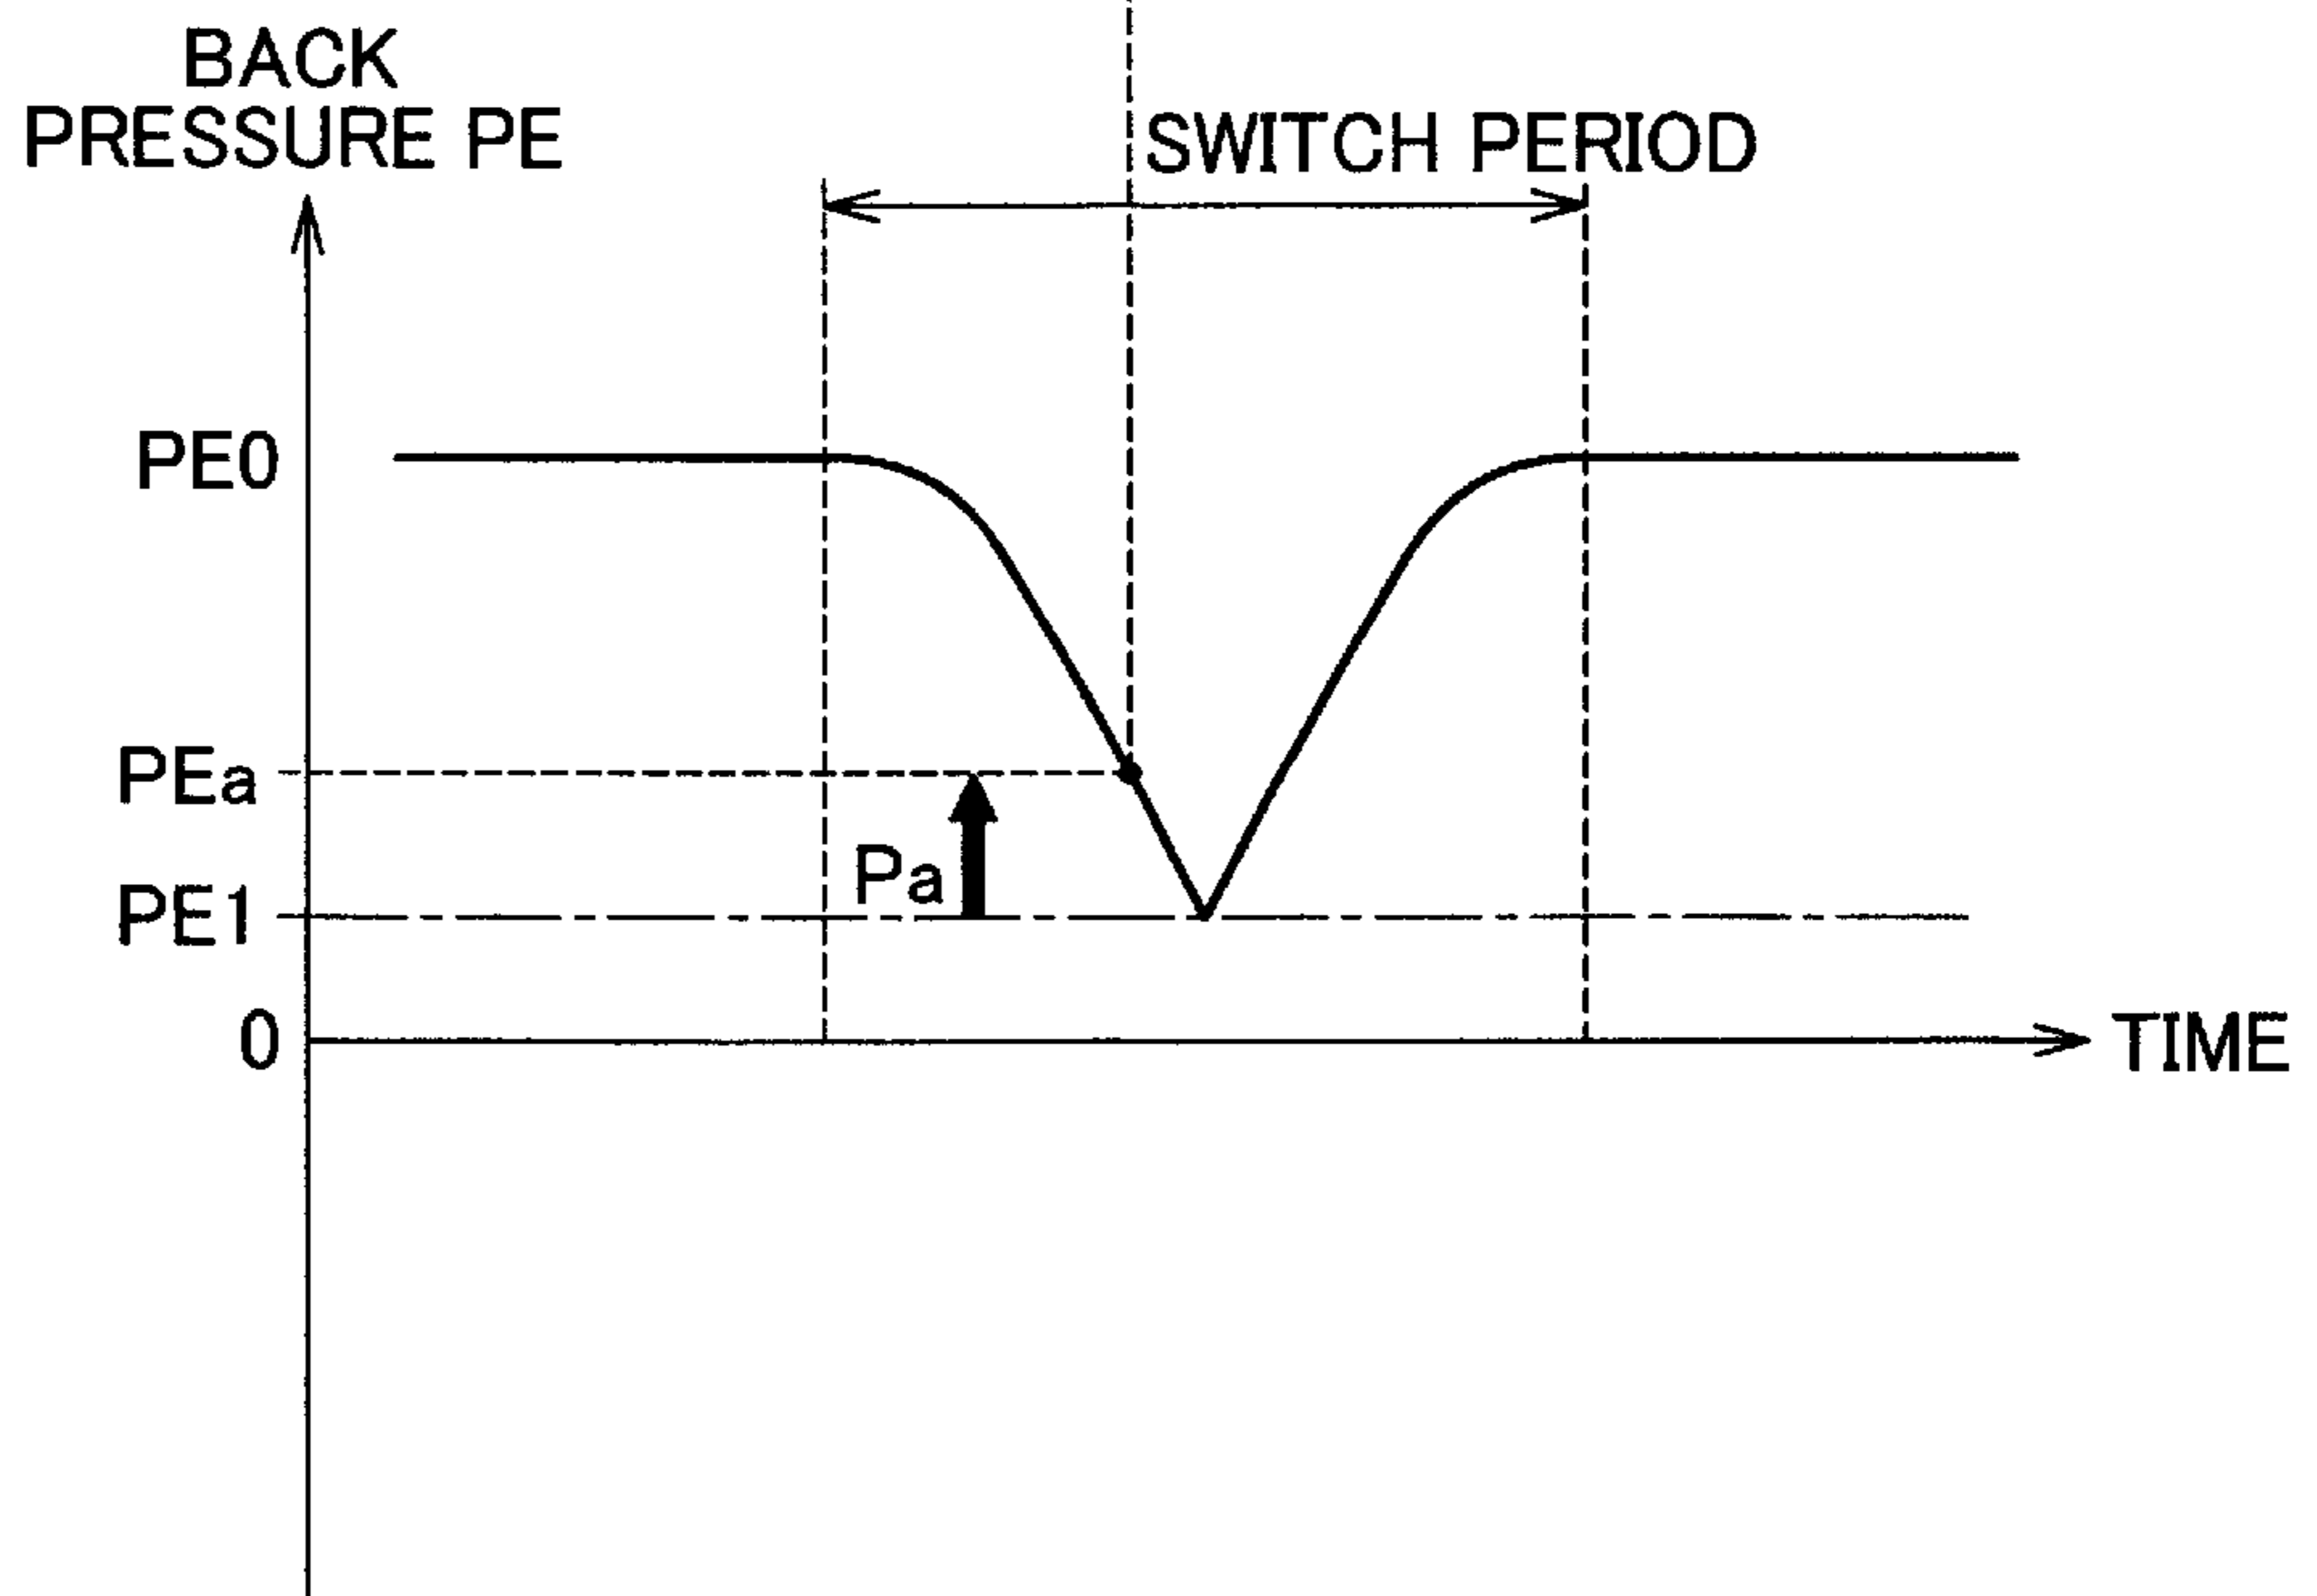 BACK
PRESSURE PE
SWITCH PERIOD
PE0
PEa
Pa
PE1
0
TIME